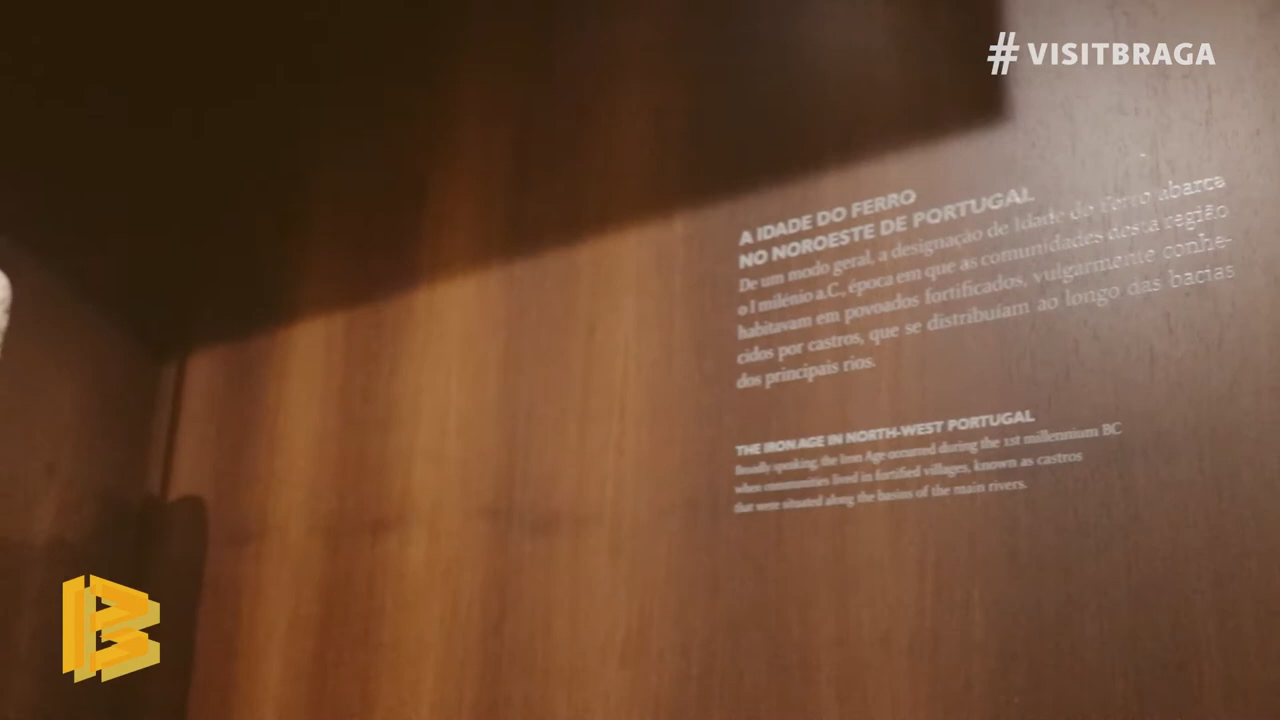 #VISITBRAGA
A IDADE DO FERRO
NO NOROESTE DE PORTUGAL
De um modo geral, a designação de Idade do Ferro abarca
o I milénio a.C., época em que as comunidades desta região
habitavam em povoados fortificados, vulgarmente conhe-
cidos por castros, que se distribuíam ao longo das bacias
dos principais rios.
THE IRON AGE IN NORTH-WEST PORTUGAL
Broadly speaking, the Iron Age occurred during the 1st millennium BC
when communities lived in fortified villages, known as castros
that were situated along the basins of the main rivers.
B